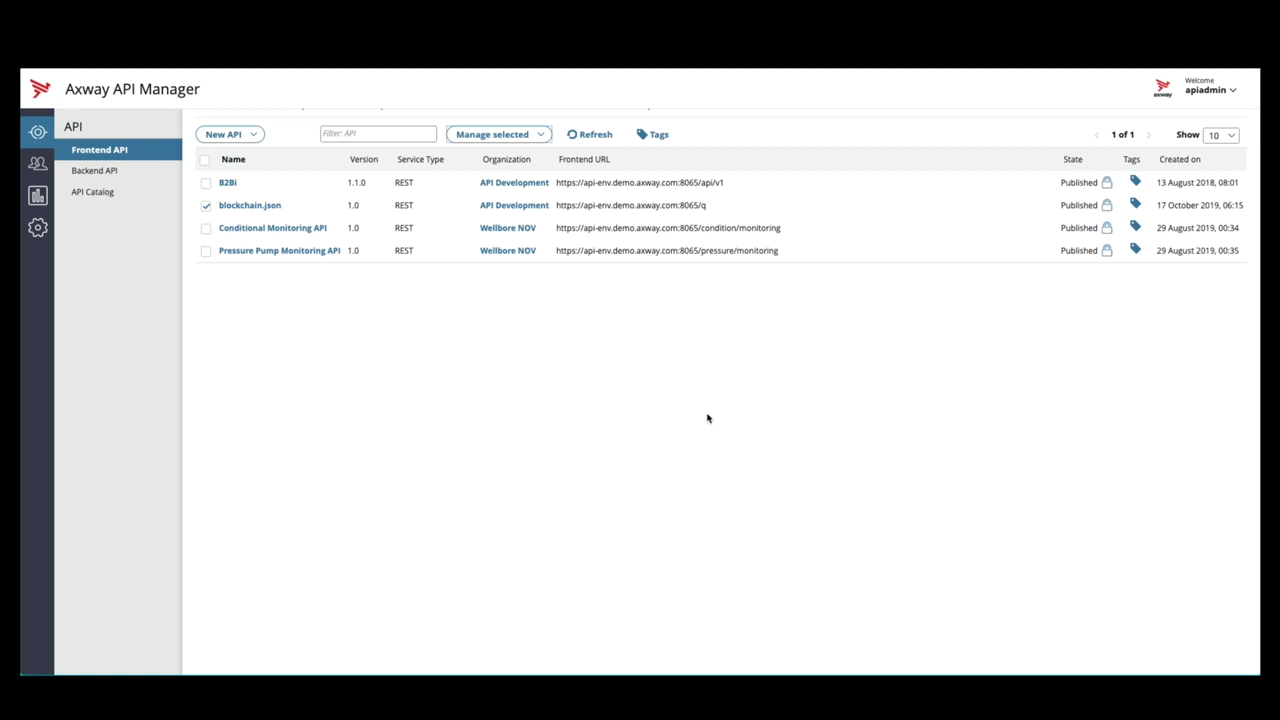 Axway API Manager
axway
Welcome
apiadmin
API
Frontend API
Backend API
API Catalog
New API
Filter: API
Manage selected
Refresh
Tags
1 of 1
Show 10
Name Version Service Type Organization Frontend URL State Tags Created on
B2Bi 1.1.0 REST API Development https://api-env.demo.axway.com:8065/api/v1 Published 13 August 2018, 08:01
blockchain.json 1.0 REST API Development https://api-env.demo.axway.com:8065/q Published 17 October 2019, 06:15
Conditional Monitoring API 1.0 REST Wellbore NOV https://api-env.demo.axway.com:8065/condition/monitoring Published 29 August 2019, 00:34
Pressure Pump Monitoring API 1.0 REST Wellbore NOV https://api-env.demo.axway.com:8065/pressure/monitoring Published 29 August 2019, 00:35